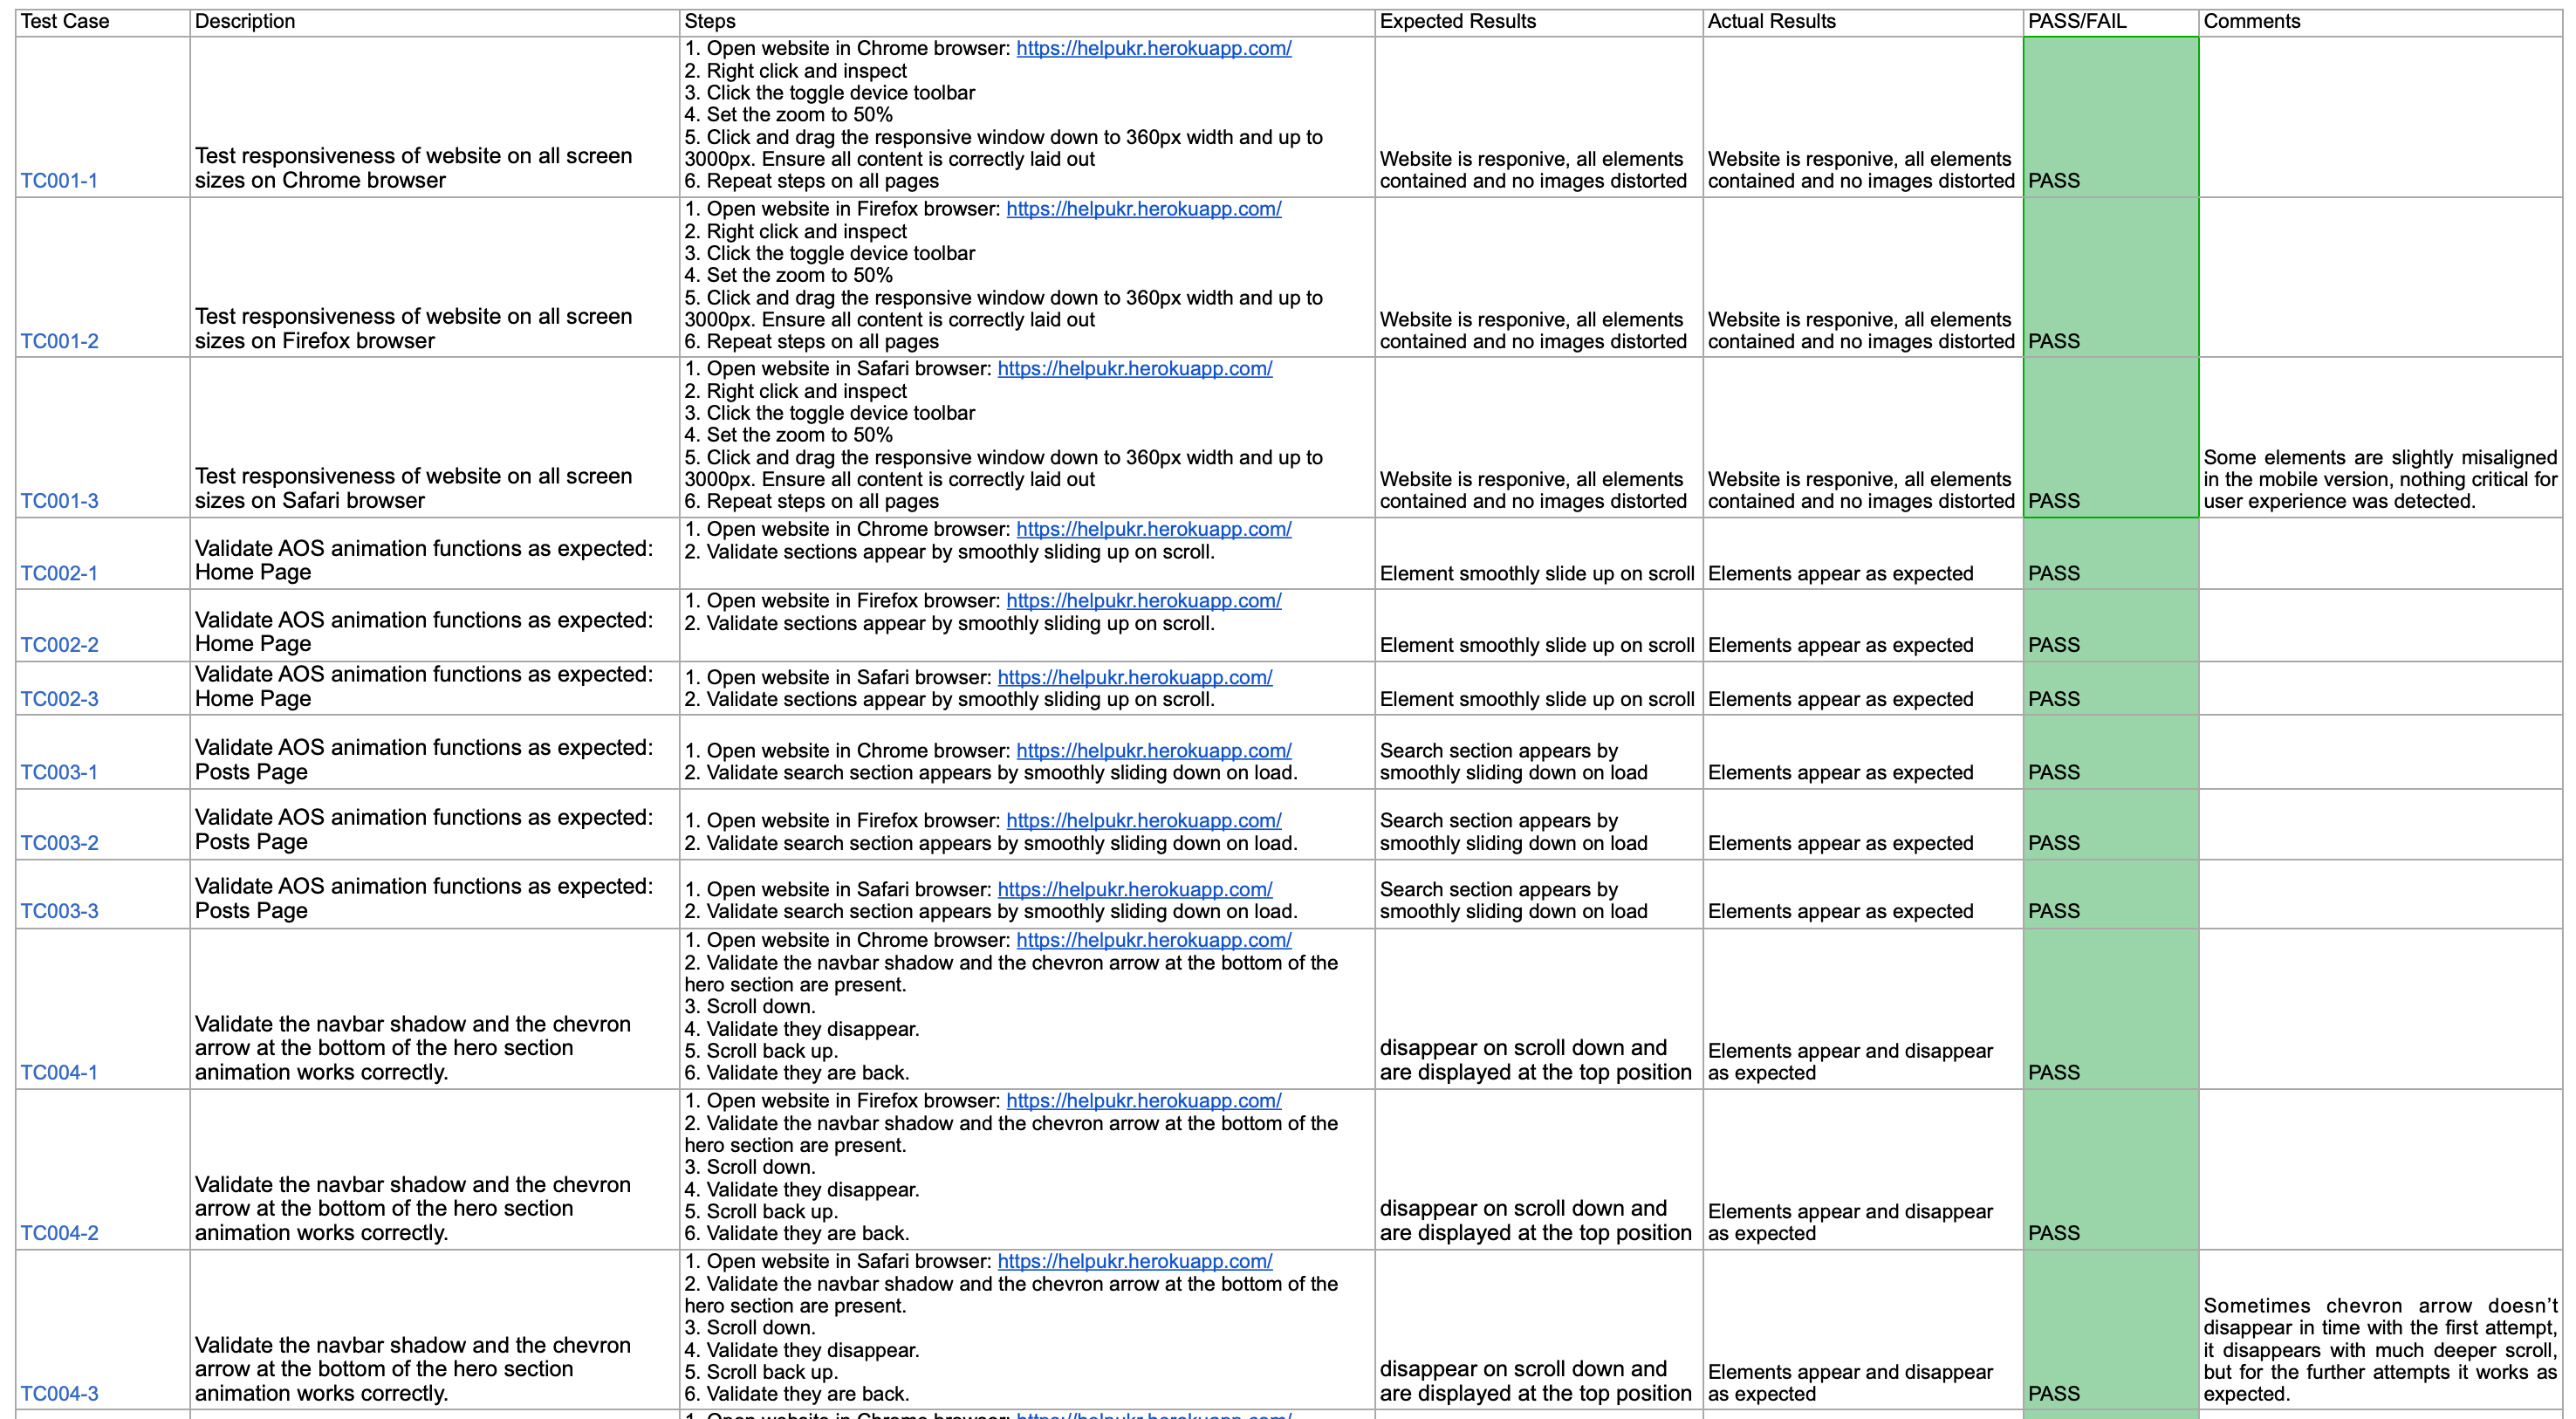 Test Case Description Steps Expected Results Actual Results PASS/FAIL Comments
TC001-1
Test responsiveness of website on all screen
sizes on Chrome browser
1. Open website in Chrome browser: https://helpukr.herokuapp.com/
2. Right click and inspect
3. Click the toggle device toolbar
4. Set the zoom to 50%
5. Click and drag the responsive window down to 360px width and up to
3000px. Ensure all content is correctly laid out
6. Repeat steps on all pages
Website is responive, all elements
contained and no images distorted
Website is responive, all elements
contained and no images distorted
PASS
TC001-2
Test responsiveness of website on all screen
sizes on Firefox browser
1. Open website in Firefox browser: https://helpukr.herokuapp.com/
2. Right click and inspect
3. Click the toggle device toolbar
4. Set the zoom to 50%
5. Click and drag the responsive window down to 360px width and up to
3000px. Ensure all content is correctly laid out
6. Repeat steps on all pages
Website is responive, all elements
contained and no images distorted
Website is responive, all elements
contained and no images distorted
PASS
TC001-3
Test responsiveness of website on all screen
sizes on Safari browser
1. Open website in Safari browser: https://helpukr.herokuapp.com/
2. Right click and inspect
3. Click the toggle device toolbar
4. Set the zoom to 50%
5. Click and drag the responsive window down to 360px width and up to
3000px. Ensure all content is correctly laid out
6. Repeat steps on all pages
Website is responive, all elements
contained and no images distorted
Website is responive, all elements
contained and no images distorted
PASS
Some elements are slightly misaligned
in the mobile version, nothing critical for
user experience was detected.
TC002-1
Validate AOS animation functions as expected:
Home Page
1. Open website in Chrome browser: https://helpukr.herokuapp.com/
2. Validate sections appear by smoothly sliding up on scroll.
Element smoothly slide up on scroll
Elements appear as expected
PASS
TC002-2
Validate AOS animation functions as expected:
Home Page
1. Open website in Firefox browser: https://helpukr.herokuapp.com/
2. Validate sections appear by smoothly sliding up on scroll.
Element smoothly slide up on scroll
Elements appear as expected
PASS
TC002-3
Validate AOS animation functions as expected:
Home Page
1. Open website in Safari browser: https://helpukr.herokuapp.com/
2. Validate sections appear by smoothly sliding up on scroll.
Element smoothly slide up on scroll
Elements appear as expected
PASS
TC003-1
Validate AOS animation functions as expected:
Posts Page
1. Open website in Chrome browser: https://helpukr.herokuapp.com/
2. Validate search section appears by smoothly sliding down on load.
Search section appears by
smoothly sliding down on load
Elements appear as expected
PASS
TC003-2
Validate AOS animation functions as expected:
Posts Page
1. Open website in Firefox browser: https://helpukr.herokuapp.com/
2. Validate search section appears by smoothly sliding down on load.
Search section appears by
smoothly sliding down on load
Elements appear as expected
PASS
TC003-3
Validate AOS animation functions as expected:
Posts Page
1. Open website in Safari browser: https://helpukr.herokuapp.com/
2. Validate search section appears by smoothly sliding down on load.
Search section appears by
smoothly sliding down on load
Elements appear as expected
PASS
TC004-1
Validate the navbar shadow and the chevron
arrow at the bottom of the hero section
animation works correctly.
1. Open website in Chrome browser: https://helpukr.herokuapp.com/
2. Validate the navbar shadow and the chevron arrow at the bottom of the
hero section are present.
3. Scroll down.
4. Validate they disappear.
5. Scroll back up.
6. Validate they are back.
disappear on scroll down and
are displayed at the top position
Elements appear and disappear
as expected
PASS
TC004-2
Validate the navbar shadow and the chevron
arrow at the bottom of the hero section
animation works correctly.
1. Open website in Firefox browser: https://helpukr.herokuapp.com/
2. Validate the navbar shadow and the chevron arrow at the bottom of the
hero section are present.
3. Scroll down.
4. Validate they disappear.
5. Scroll back up.
6. Validate they are back.
disappear on scroll down and
are displayed at the top position
Elements appear and disappear
as expected
PASS
TC004-3
Validate the navbar shadow and the chevron
arrow at the bottom of the hero section
animation works correctly.
1. Open website in Safari browser: https://helpukr.herokuapp.com/
2. Validate the navbar shadow and the chevron arrow at the bottom of the
hero section are present.
3. Scroll down.
4. Validate they disappear.
5. Scroll back up.
6. Validate they are back.
disappear on scroll down and
are displayed at the top position
Elements appear and disappear
as expected
PASS
Sometimes chevron arrow doesn’t
disappear in time with the first attempt,
it disappears with much deeper scroll,
but for the further attempts it works as
expected.